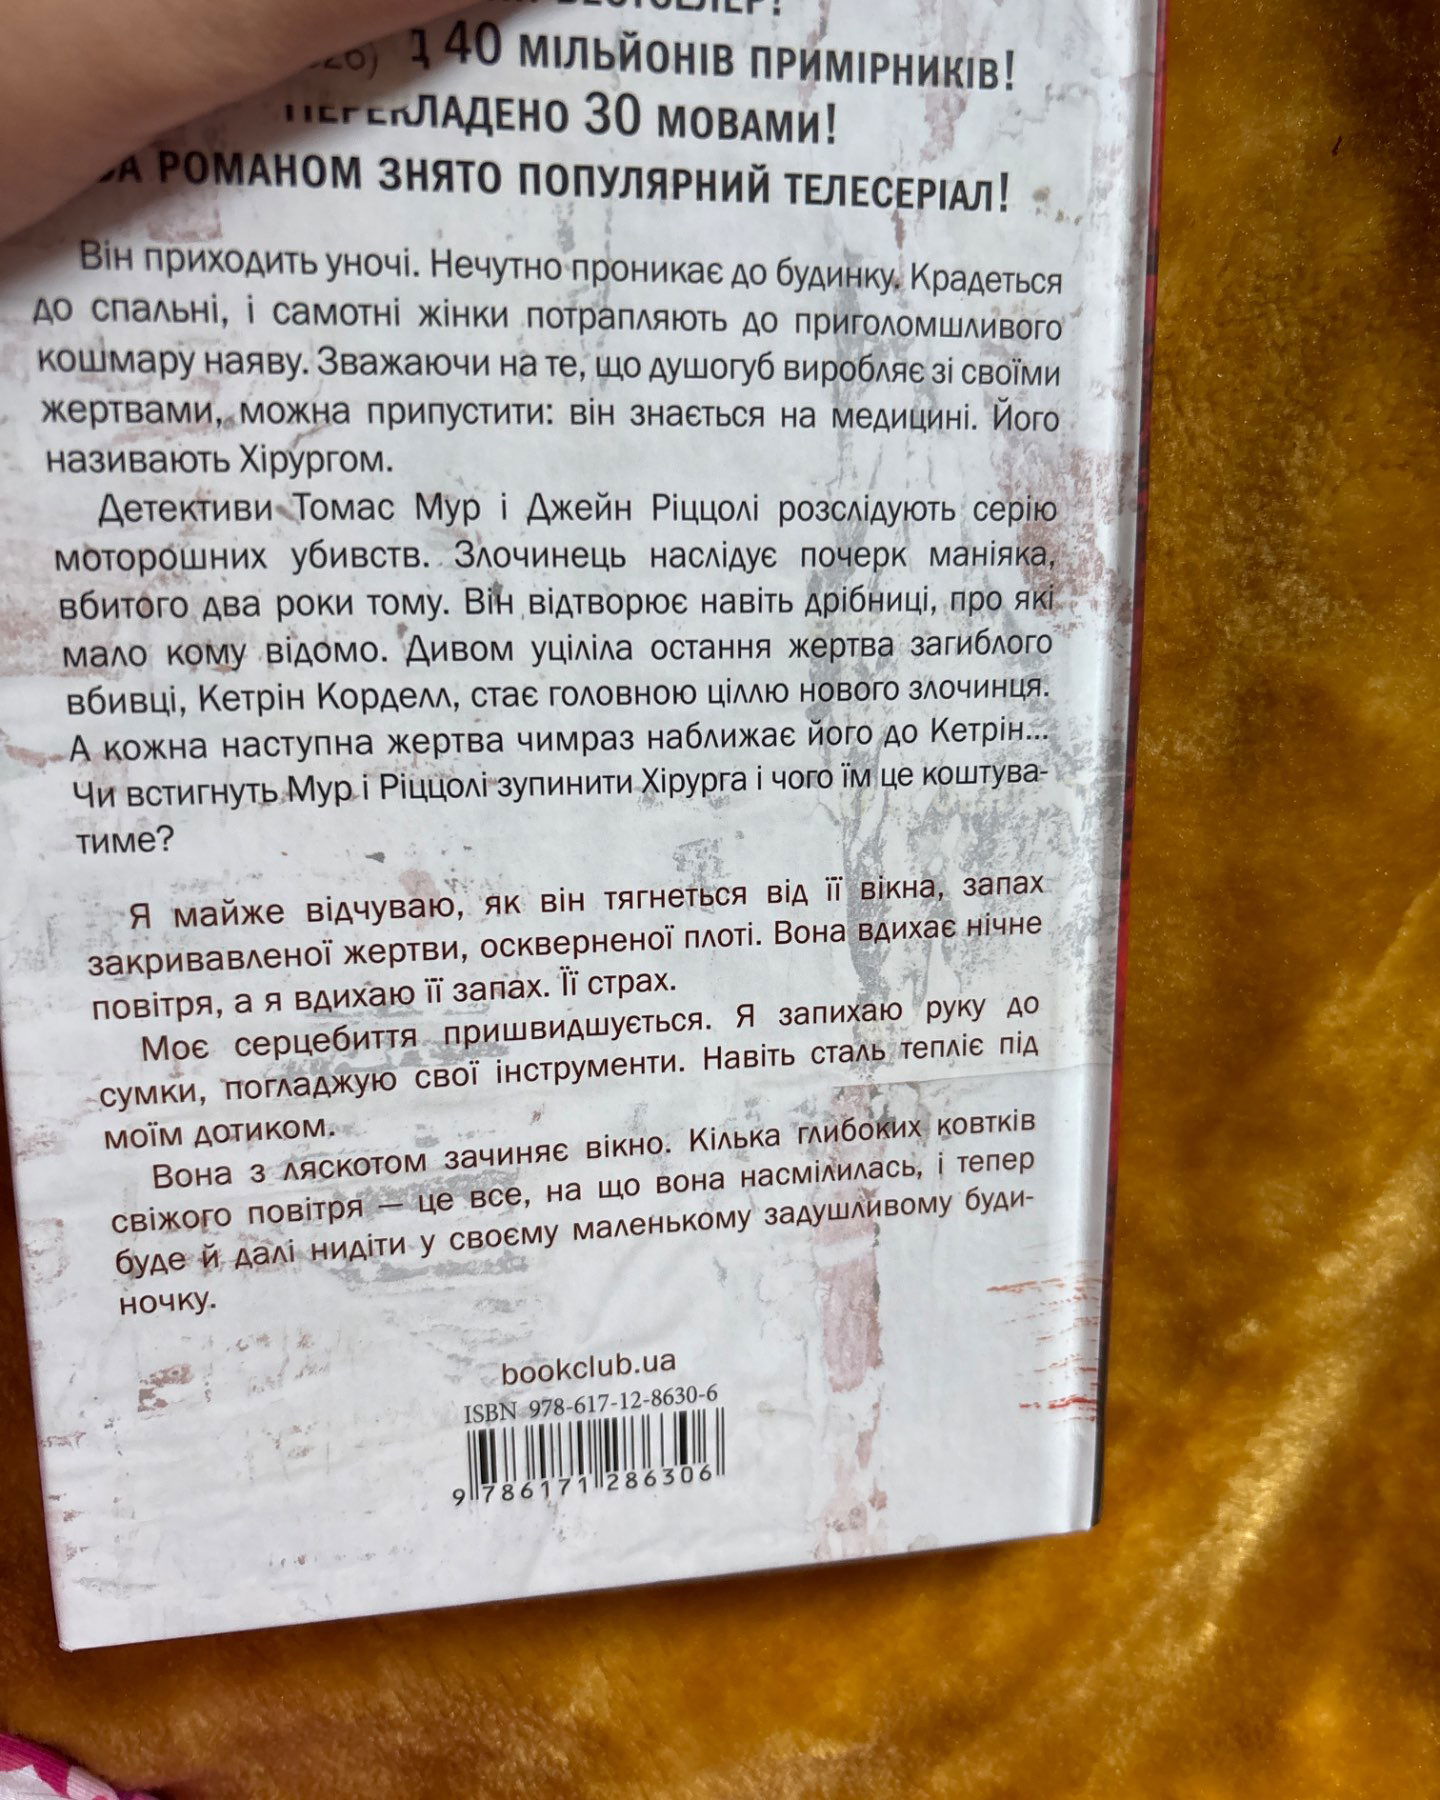 БЕСТСЕЛЕР!
40 МІЛЬЙОНІВ ПРИМІРНИКІВ!
ПЕРЕКЛАДЕНО 30 МОВАМИ!
ЗА РОМАНОМ ЗНЯТО ПОПУЛЯРНИЙ ТЕЛЕСЕРІАЛ!
Він приходить уночі. Нечутно проникає до будинку. Крадеться
до спальні, і самотні жінки потрапляють до приголомшливого
кошмару наяву. Зважаючи на те, що душогуб виробляє зі своїми
жертвами, можна припустити: він знається на медицині. Його
називають Хірургом.
Детективи Томас Мур і Джейн Ріццолі розслідують серію
моторошних убивств. Злочинець наслідує почерк маніяка,
вбитого два роки тому. Він відтворює навіть дрібниці, про які
мало кому відомо. Дивом уціліла остання жертва загиблого
вбивці, Кетрін Корделл, стає головною ціллю нового злочинця.
А кожна наступна жертва чимраз наближає його до Кетрін...
Чи встигнуть Мур і Ріццолі зупинити Хірурга і чого їм це коштува-
тиме?
Я майже відчуваю, як він тягнеться від її вікна, запах
закривавленої жертви, оскверненої плоті. Вона вдихає нічне
повітря, а я вдихаю її запах. Її страх.
Моє серцебиття пришвидшується. Я запихаю руку до
сумки, погладжую свої інструменти. Навіть сталь тепліє під
моїм дотиком.
Вона з ляскотом зачиняє вікно. Кілька глибоких ковтків
свіжого повітря — це все, на що вона насмілилась, і тепер
буде й далі нидіти у своєму маленькому задушливому буди-
ночку.
bookclub.ua
ISBN 978-617-12-8630-6
9 786171 286306